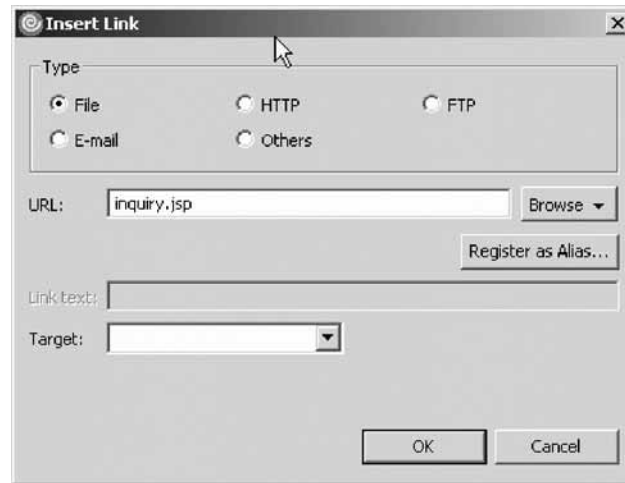 Insert Link
Type
File HTTP FTP
E-mail Others
URL: inquiry.jsp Browse
Register as Alias...
Link text:
Target:
OK Cancel